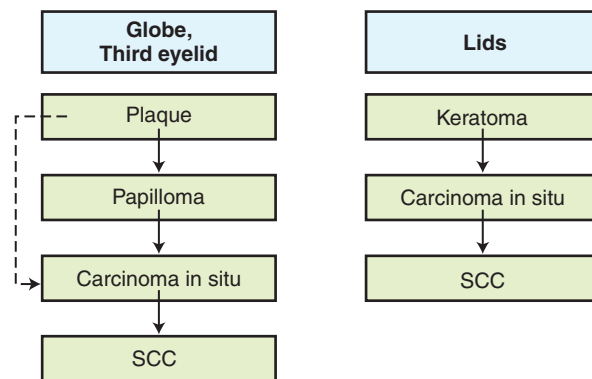 Globe,
Third eyelid
Plaque
Papilloma
Carcinoma in situ
SCC
Lids
Keratoma
Carcinoma in situ
SCC